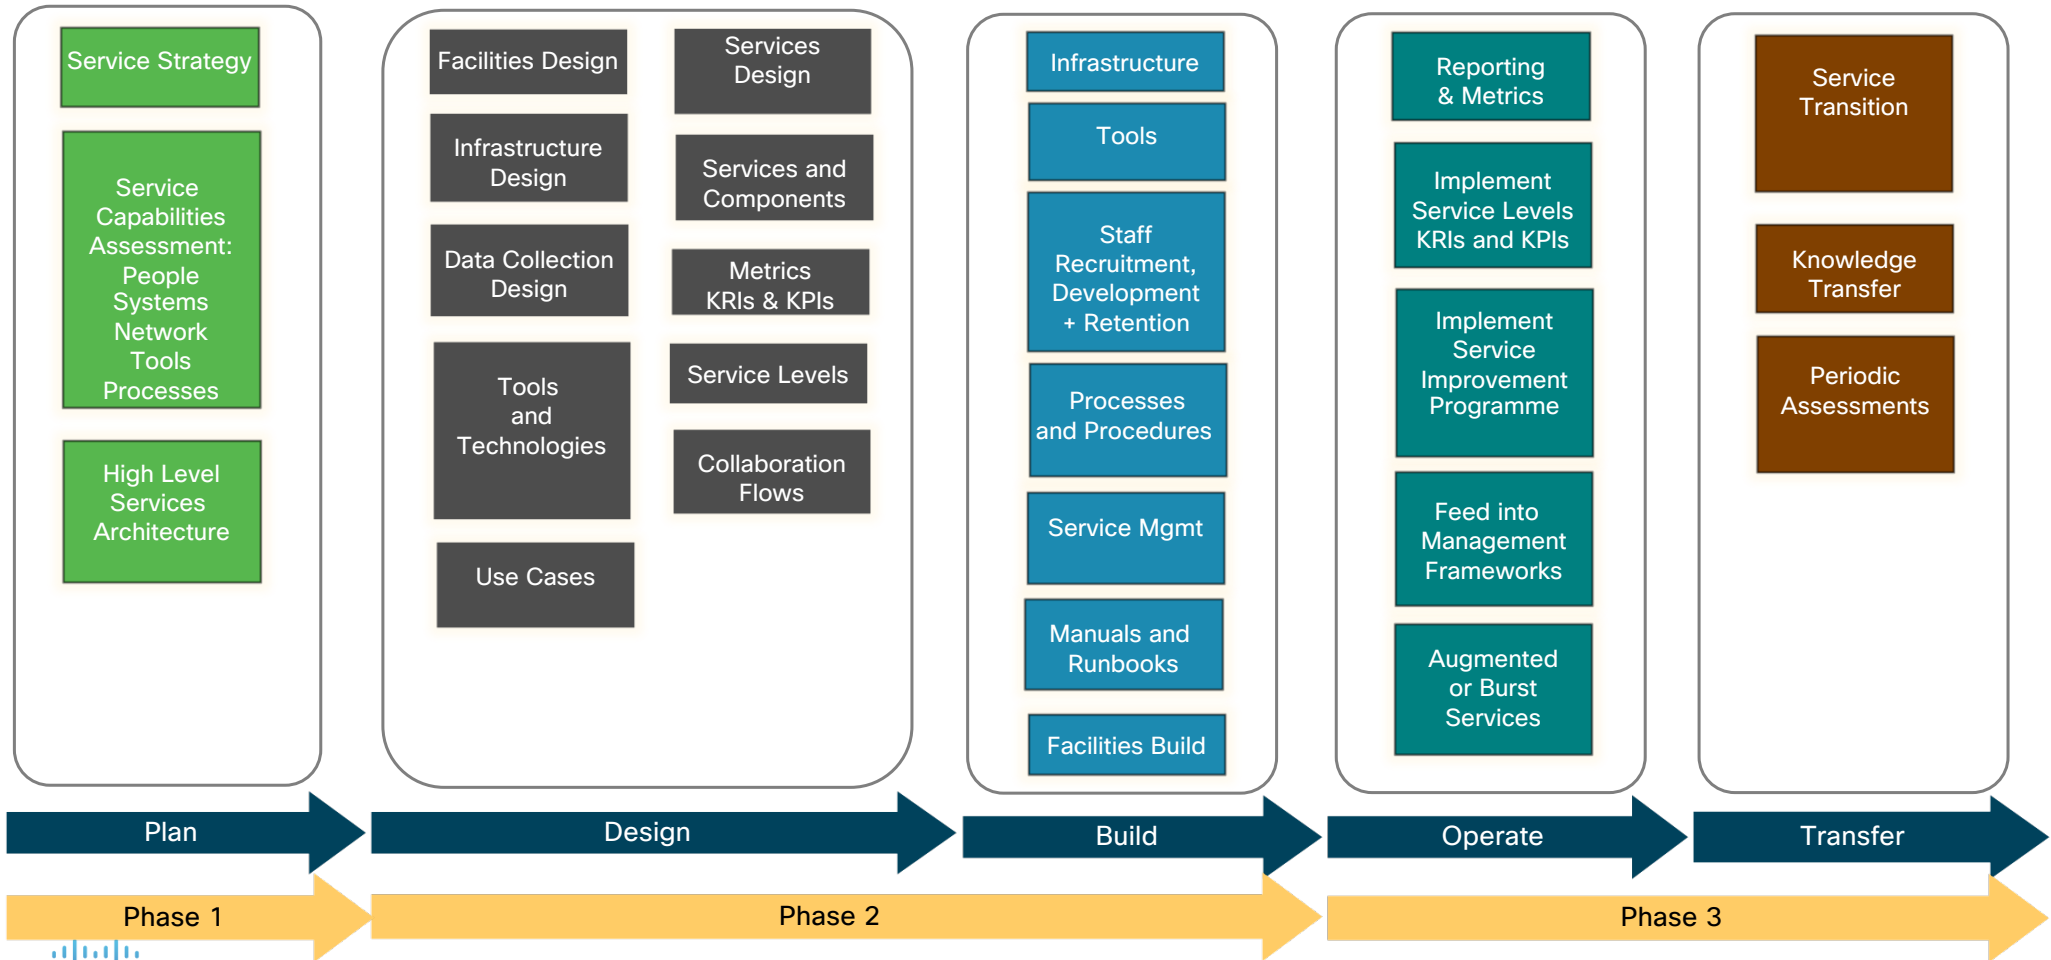 Service Strategy
Service
Capabilities
Assessment:
People
Systems
Network
Tools
Processes
High Level
Services
Architecture
Facilities Design
Infrastructure
Design
Data Collection
Design
Tools
and
Technologies
Use Cases
Services
Design
Services and
Components
Metrics
KRIs & KPIs
Service Levels
Collaboration
Flows
Infrastructure
Tools
Staff
Recruitment,
Development
+ Retention
Processes
and Procedures
Service Mgmt
Manuals and
Runbooks
Facilities Build
Reporting
& Metrics
Implement
Service Levels
KRIs and KPIs
Implement
Service
Improvement
Programme
Feed into
Management
Frameworks
Augmented
or Burst
Services
Service
Transition
Knowledge
Transfer
Periodic
Assessments
Plan
Design
Build
Operate
Transfer
Phase 1
Phase 2
Phase 3